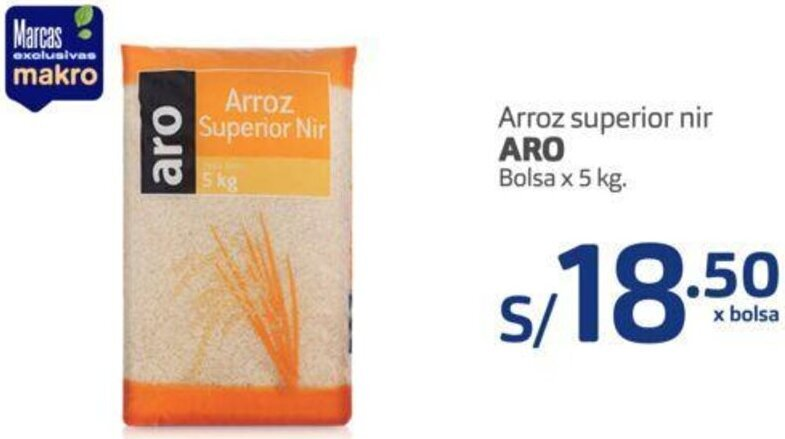 Marcas
exclusivas
makro
aro
Arroz
Superior Nir
5 kg
Arroz superior nir
ARO
Bolsa x 5 kg.
S/18.50
x bolsa